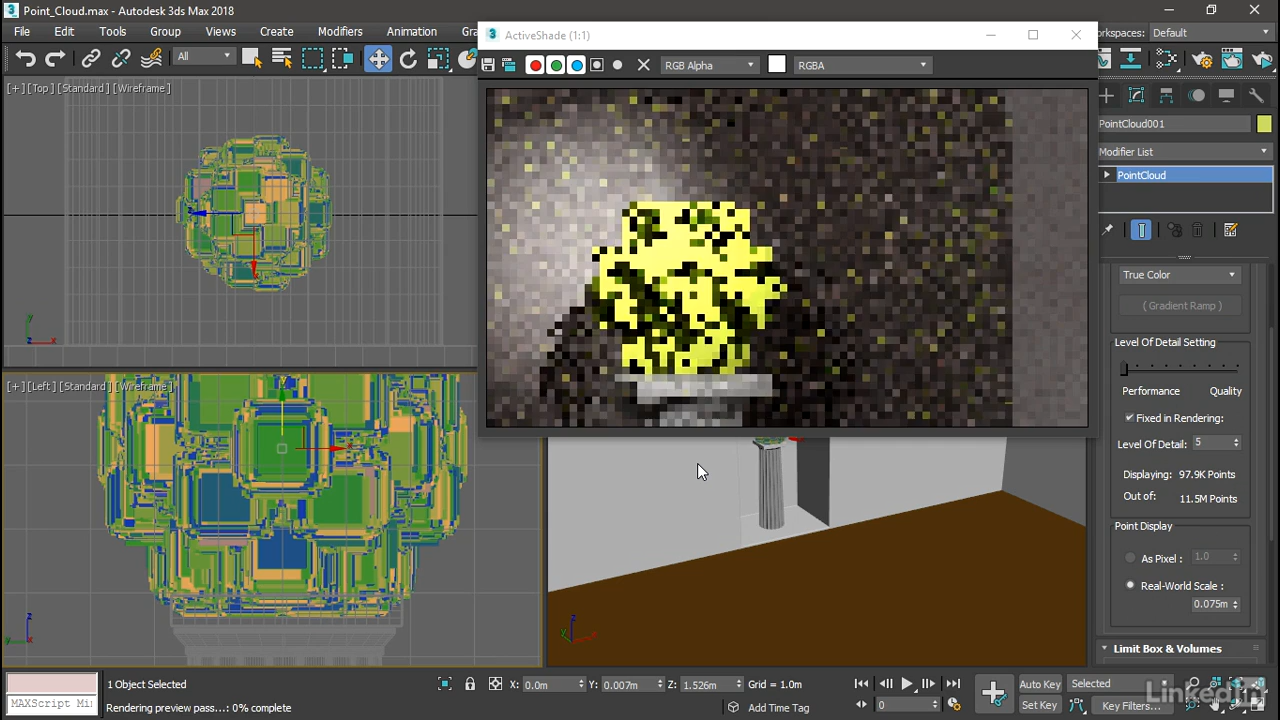 Point_Cloud.max - Autodesk 3ds Max 2018
File Edit Tools Group Views Create Modifiers Animation Gra
orkspaces: Default
ActiveShade (1:1)
All
RGB Alpha
RGBA
[+] [Top] [Standard] [Wireframe]
PointCloud001
Modifier List
PointCloud
True Color
( Gradient Ramp )
Level Of Detail Setting
Performance Quality
Fixed in Rendering:
Level Of Detail: 5
Displaying: 97.9K Points
Out of: 11.5M Points
Point Display
As Pixel : 1.0
Real-World Scale :
0.075m
Limit Box & Volumes
[+] [Left] [Standard] [Wireframe]
y
x
z
y
x
z
y x
z
y x
MAXScript Mi
1 Object Selected
Rendering preview pass...: 0% complete
X: 0.0m Y: 0.007m Z: 1.526m Grid = 1.0m
Add Time Tag
0
Auto Key Selected
Set Key Key Filters...
LinkedIn